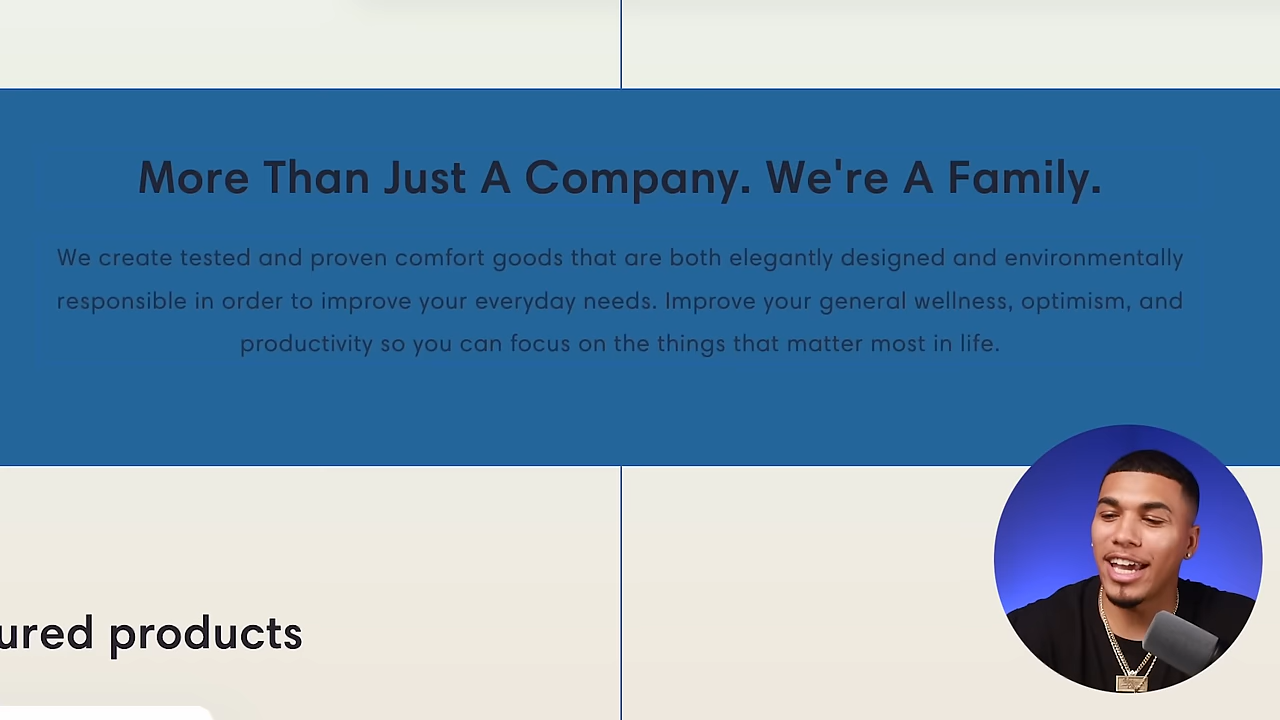 More Than Just A Company. We're A Family.
We create tested and proven comfort goods that are both elegantly designed and environmentally
responsible in order to improve your everyday needs. Improve your general wellness, optimism, and
productivity so you can focus on the things that matter most in life.
ured products